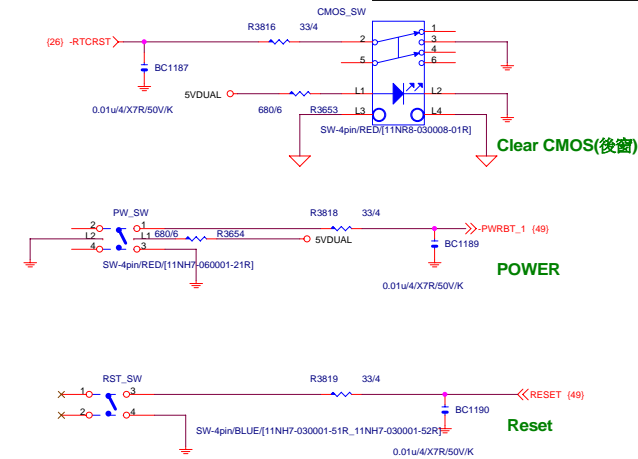 CMOS_SW
R3816 33/4
{26} -RTCRST
2
1
3
4
5
6
BC1187
0.01u/4/X7R/50V/K
5VDUAL
L1
L2
680/6 R3653
L3
L4
SW-4pin/RED/[11NR8-030008-01R]
Clear CMOS(後窗)
PW_SW
R3818 33/4
2
1
L2
L1
680/6 R3654
5VDUAL
4
3
-PWRBT_1 {49}
BC1189
SW-4pin/RED/[11NH7-060001-21R]
0.01u/4/X7R/50V/K
POWER
RST_SW
R3819 33/4
1
3
2
4
RESET {49}
BC1190
SW-4pin/BLUE/[11NH7-030001-51R_11NH7-030001-52R]
0.01u/4/X7R/50V/K
Reset